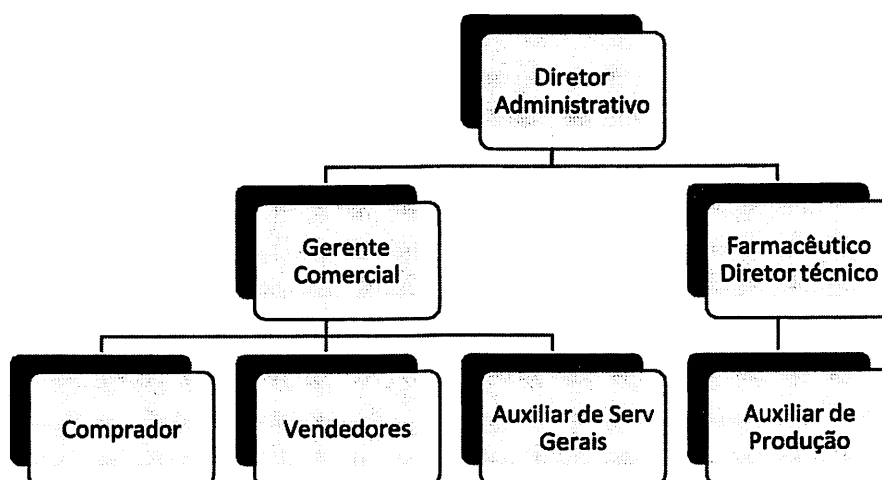 Diretor
Administrativo
Gerente
Comercial
Farmacêutico
Diretor técnico
Comprador
Vendedores
Auxiliar de Serv
Gerais
Auxiliar de
Produção